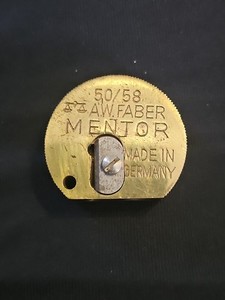 50/58
A.W. FABER
MENTOR
MADE IN
GERMANY